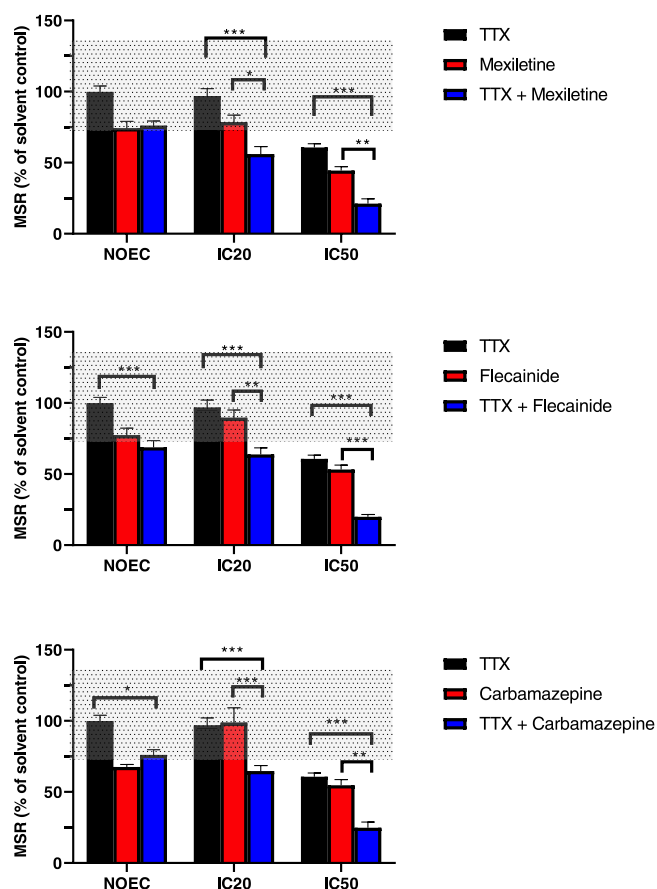 150
100
50
0
MSR (% of solvent control)
***
*
***
**
NOEC
IC20
IC50
TTX
Mexiletine
TTX + Mexiletine
150
100
50
0
MSR (% of solvent control)
***
***
**
***
***
NOEC
IC20
IC50
TTX
Flecainide
TTX + Flecainide
150
100
50
0
MSR (% of solvent control)
*
***
***
***
**
NOEC
IC20
IC50
TTX
Carbamazepine
TTX + Carbamazepine